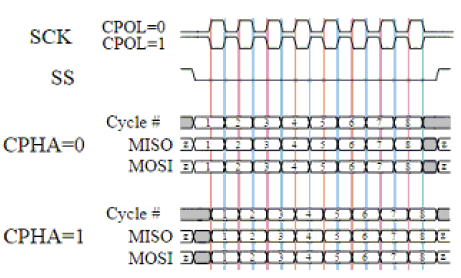 SCK CPOL=0
CPOL=1
SS
Cycle # 1 2 3 4 5 6 7 8
CPHA=0 MISO z 1 2 3 4 5 6 7 8 z
MOSI z 1 2 3 4 5 6 7 8 z
Cycle # 1 2 3 4 5 6 7 8
CPHA=1 MISO z 1 2 3 4 5 6 7 8 z
MOSI z 1 2 3 4 5 6 7 8 z